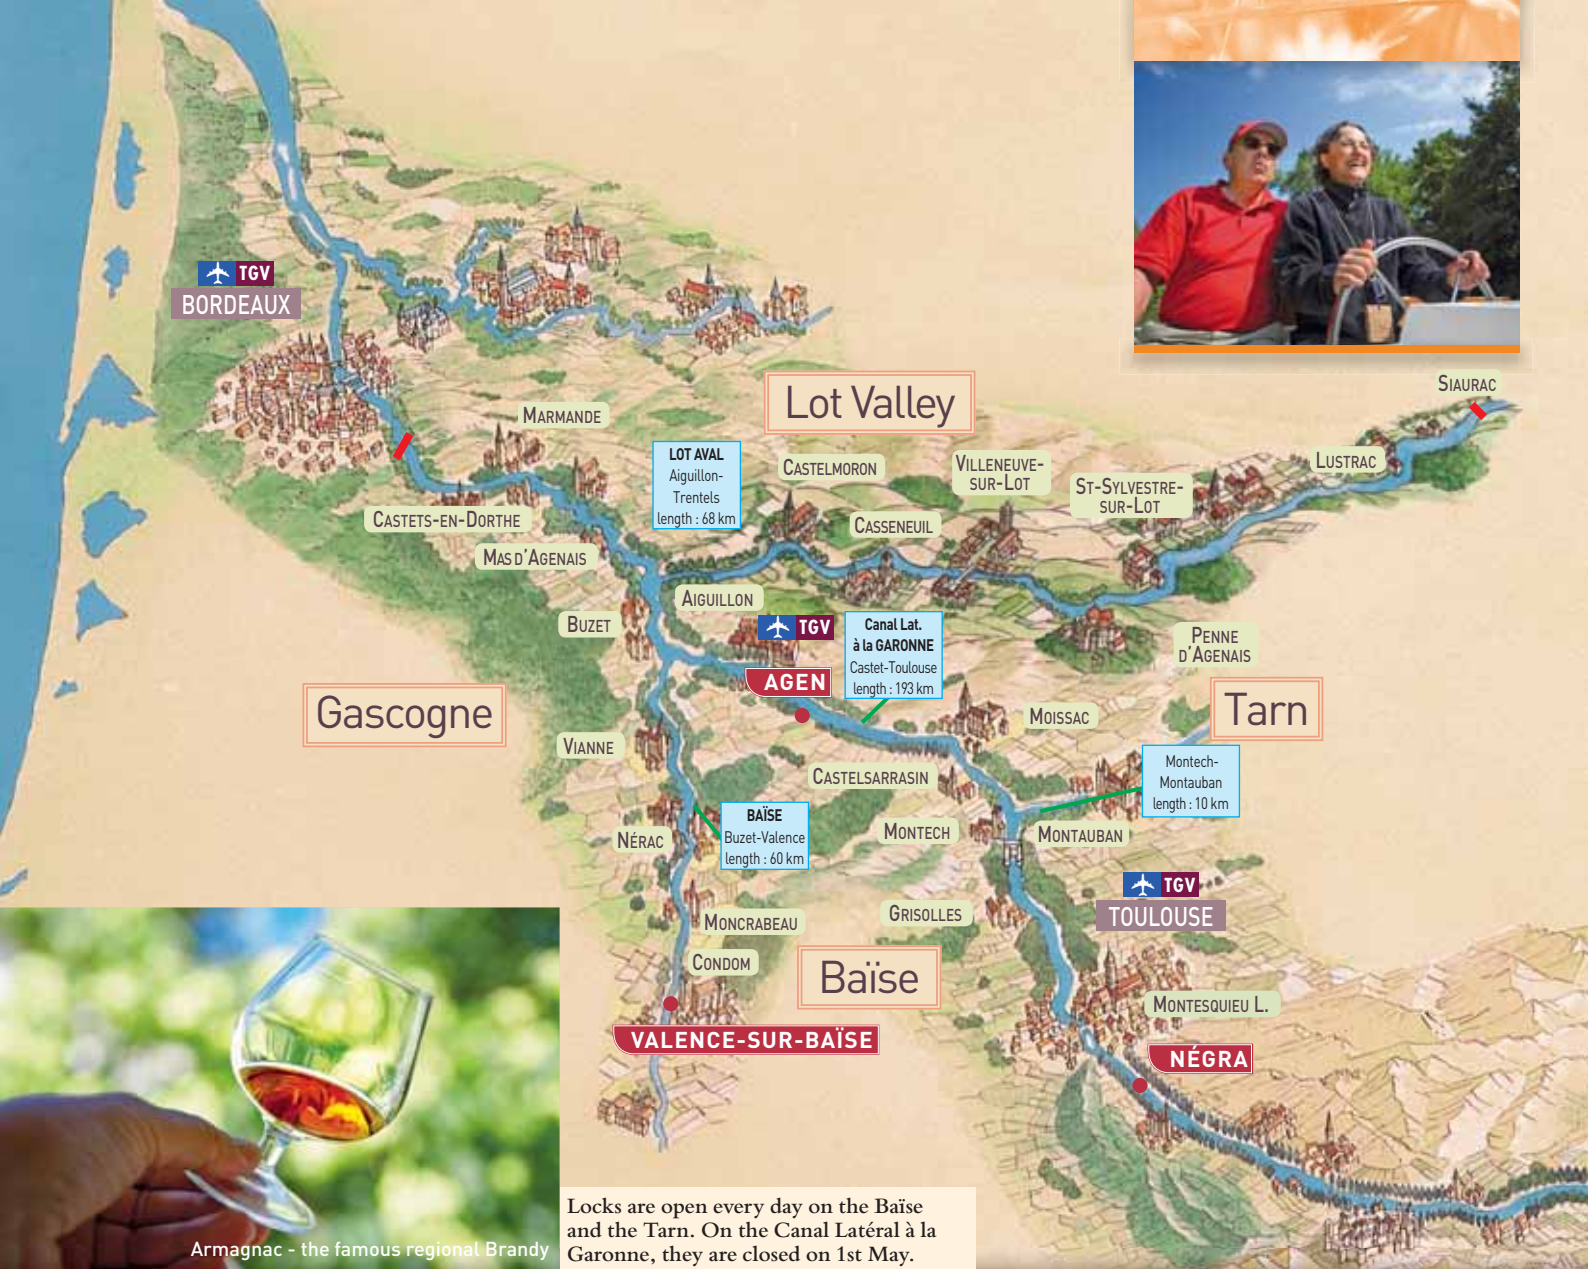 TGV
BORDEAUX
Lot Valley
SIAURAC
MARMANDE
LOT AVAL
Aiguillon-
Trentels
length : 68 km
CASTELMORON
VILLENEUVE-
SUR-LOT
ST-SYLVESTRE-
SUR-LOT
LUSTRAC
CASTETS-EN-DORTHE
CASSENEUIL
MAS D'AGENAIS
AIGUILLON
BUZET
TGV
AGEN
Canal Lat.
à la GARONNE
Castet-Toulouse
length : 193 km
PENNE
D'AGENAIS
Gascogne
Tarn
MOISSAC
VIANNE
CASTELSARRASIN
Montech-
Montauban
length : 10 km
BAÏSE
Buzet-Valence
length : 60 km
NÉRAC
MONTECH
MONTAUBAN
TGV
TOULOUSE
MONCRABEAU
GRISOLLES
CONDOM
Baïse
MONTESQUIEU L.
VALENCE-SUR-BAÏSE
NÉGRA
Armagnac - the famous regional Brandy
Locks are open every day on the Baïse
and the Tarn. On the Canal Latéral à la
Garonne, they are closed on 1st May.